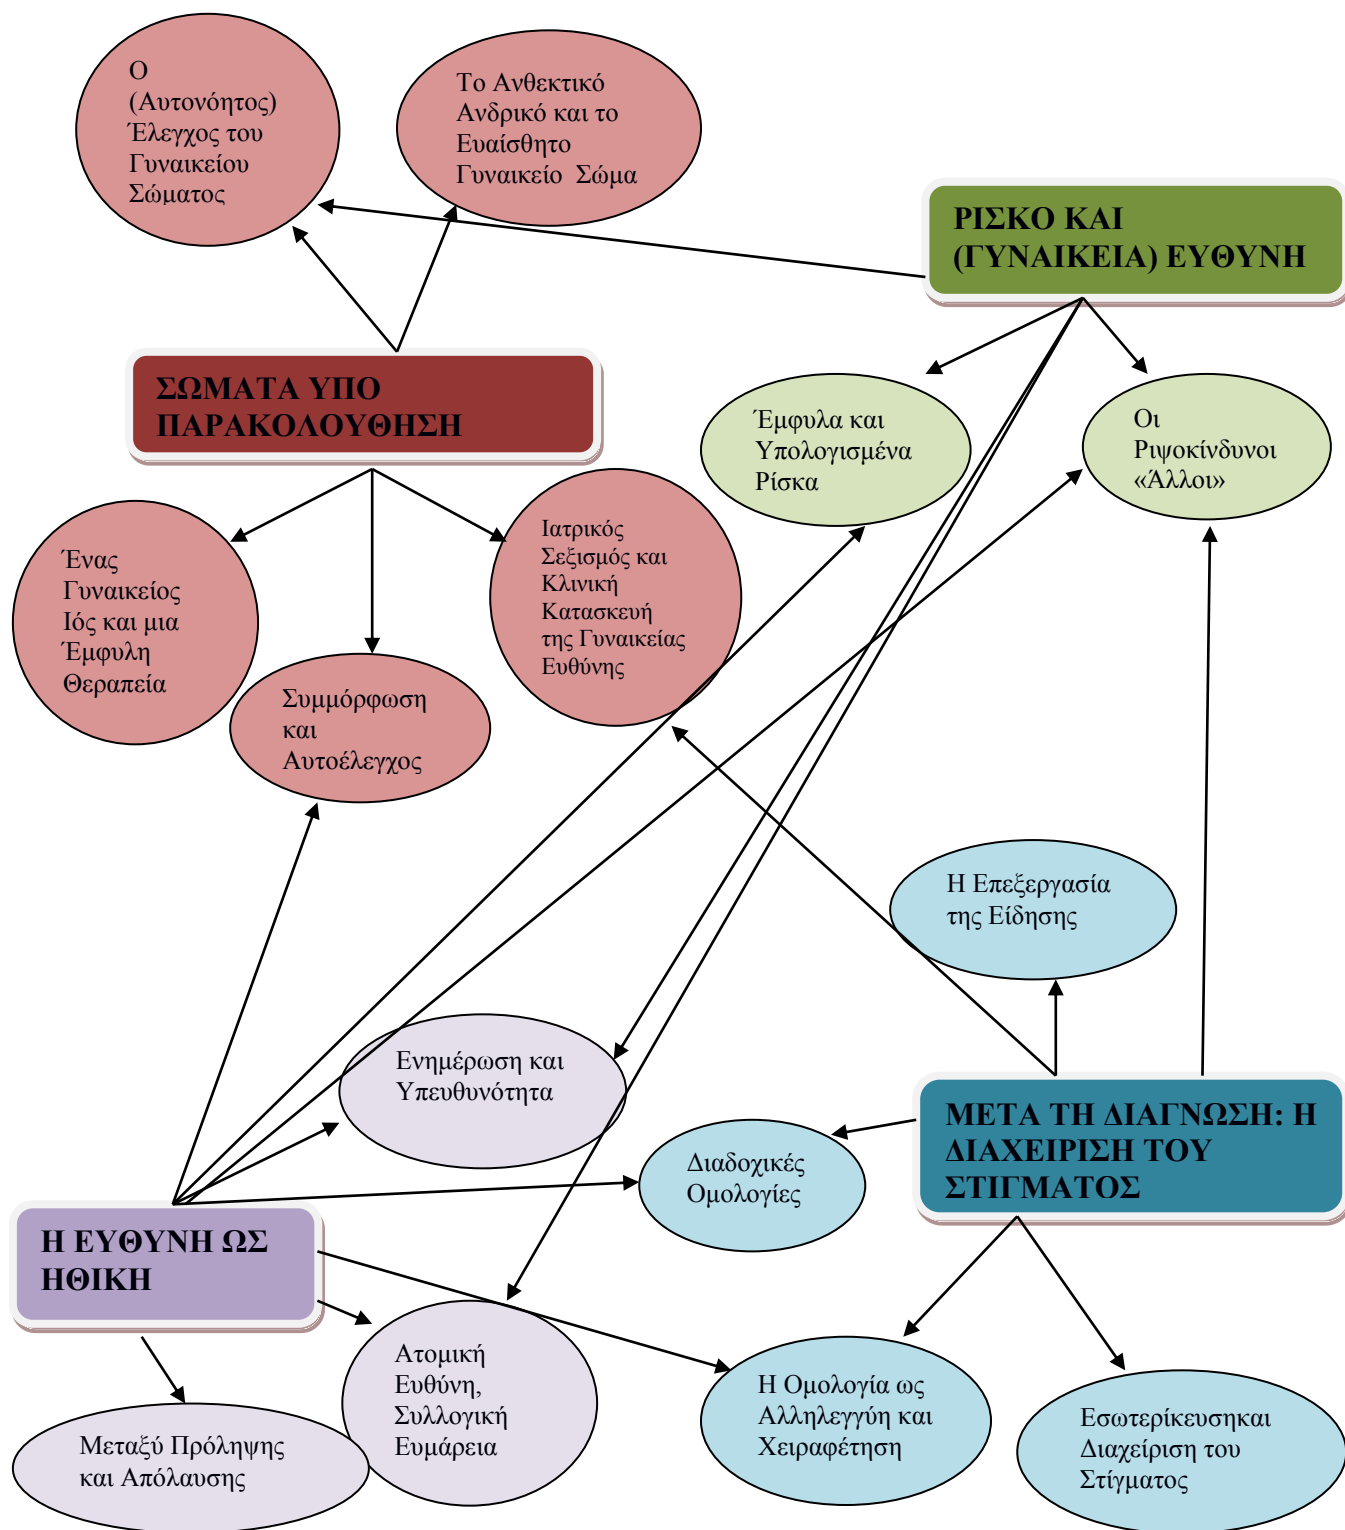 Ο
(Αυτονόητος)
Έλεγχος του
Γυναικείου
Σώματος
Το Ανθεκτικό
Ανδρικό και το
Ευαίσθητο
Γυναικείο Σώμα
ΡΙΣΚΟ ΚΑΙ
(ΓΥΝΑΙΚΕΙΑ) ΕΥΘΥΝΗ
ΣΩΜΑΤΑ ΥΠΟ
ΠΑΡΑΚΟΛΟΥΘΗΣΗ
Έμφυλα και
Υπολογισμένα
Ρίσκα
Οι
Ριψοκίνδυνοι
«Άλλοι»
Ένας
Γυναικείος
Ιός και μια
Έμφυλη
Θεραπεία
Ιατρικός
Σεξισμός και
Κλινική
Κατασκευή
της Γυναικείας
Ευθύνης
Συμμόρφωση
και
Αυτοέλεγχος
Η Επεξεργασία
της Είδησης
Ενημέρωση και
Υπευθυνότητα
ΜΕΤΑ ΤΗ ΔΙΑΓΝΩΣΗ: Η
ΔΙΑΧΕΙΡΙΣΗ ΤΟΥ
ΣΤΙΓΜΑΤΟΣ
Διαδοχικές
Ομολογίες
Η ΕΥΘΥΝΗ ΩΣ
ΗΘΙΚΗ
Ατομική
Ευθύνη,
Συλλογική
Ευμάρεια
Η Ομολογία ως
Αλληλεγγύη και
Χειραφέτηση
Εσωτερίκευσηκαι
Διαχείριση του
Στίγματος
Μεταξύ Πρόληψης
και Απόλαυσης